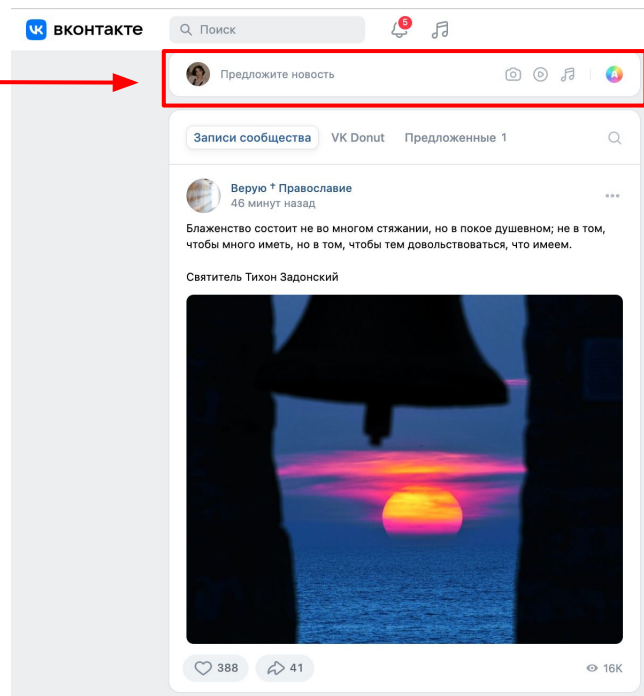 вконтакте
Поиск
5
Предложите новость
Записи сообщества VK Donut Предложенные 1
Верую † Православие
46 минут назад
Блаженство состоит не во многом стяжании, но в покое душевном; не в том,
чтобы много иметь, но в том, чтобы тем довольствоваться, что имеем.
Святитель Тихон Задонский
388 41 16K